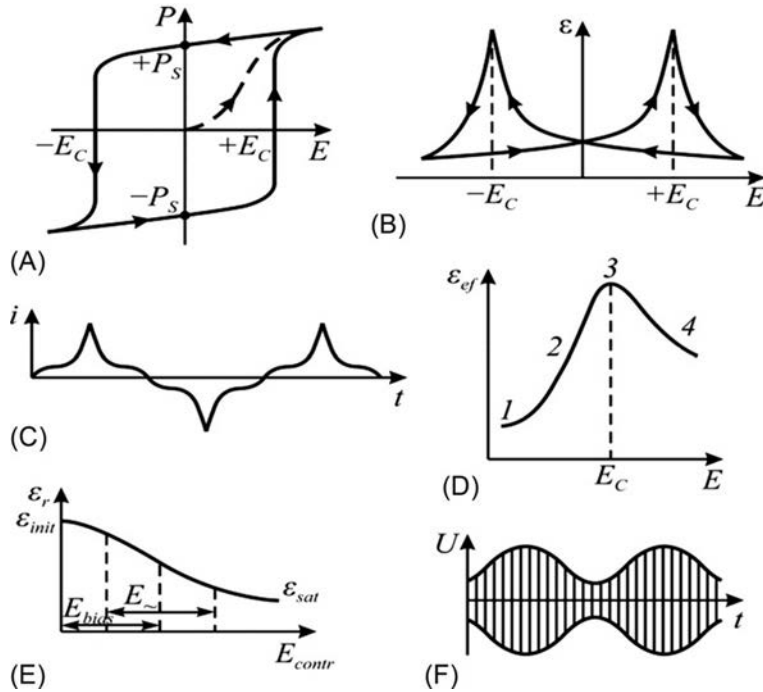 P
+P_S
−E_C
+E_C
E
−P_S
(A)
ε
−E_C
+E_C
E
(B)
i
t
(C)
ε_ef
1
2
3
4
E_C
E
(D)
ε_r
ε_init
ε_sat
E_~
E_bias
E_contr
(E)
U
t
(F)